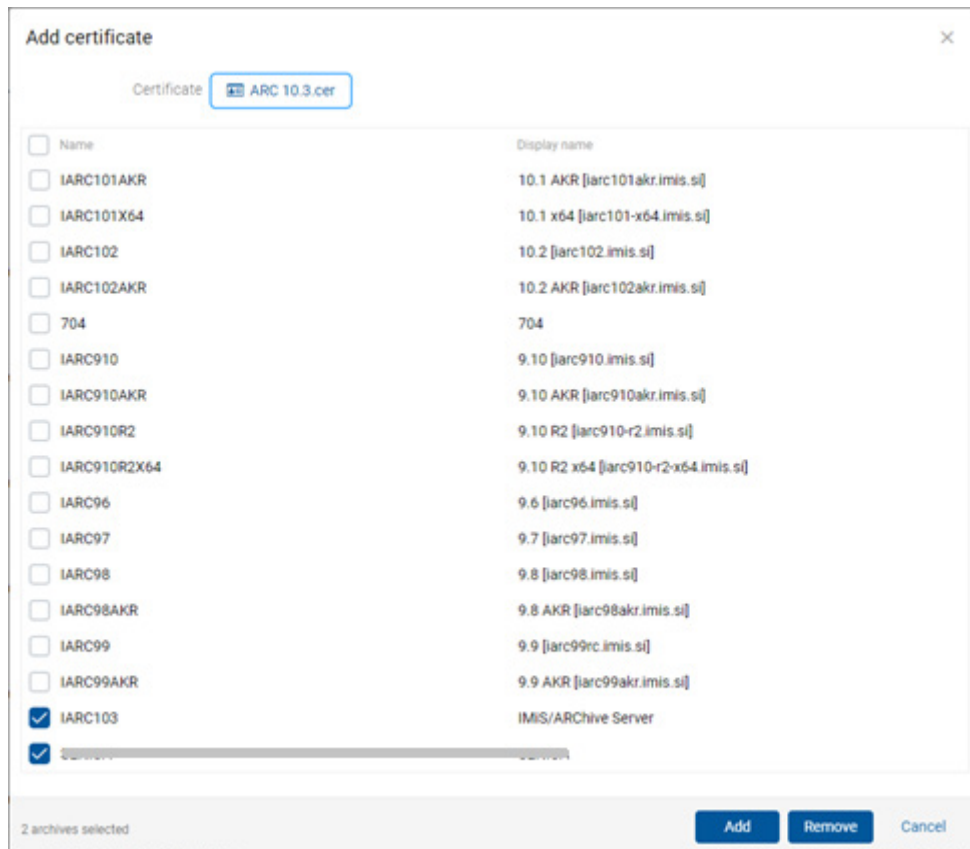 Add certificate
Certificate ARC 10.3.cer
Name Display name
IARC101AKR 10.1 AKR [iarc101akr.imis.si]
IARC101X64 10.1 x64 [iarc101-x64.imis.si]
IARC102 10.2 [iarc102.imis.si]
IARC102AKR 10.2 AKR [iarc102akr.imis.si]
704 704
IARC910 9.10 [iarc910.imis.si]
IARC910AKR 9.10 AKR [iarc910akr.imis.si]
IARC910R2 9.10 R2 [iarc910-r2.imis.si]
IARC910R2X64 9.10 R2 x64 [iarc910-r2-x64.imis.si]
IARC96 9.6 [iarc96.imis.si]
IARC97 9.7 [iarc97.imis.si]
IARC98 9.8 [iarc98.imis.si]
IARC98AKR 9.8 AKR [iarc98akr.imis.si]
IARC99 9.9 [iarc99rc.imis.si]
IARC99AKR 9.9 AKR [iarc99akr.imis.si]
IARC103 IMiS/ARChive Server
2 archives selected Add Remove Cancel